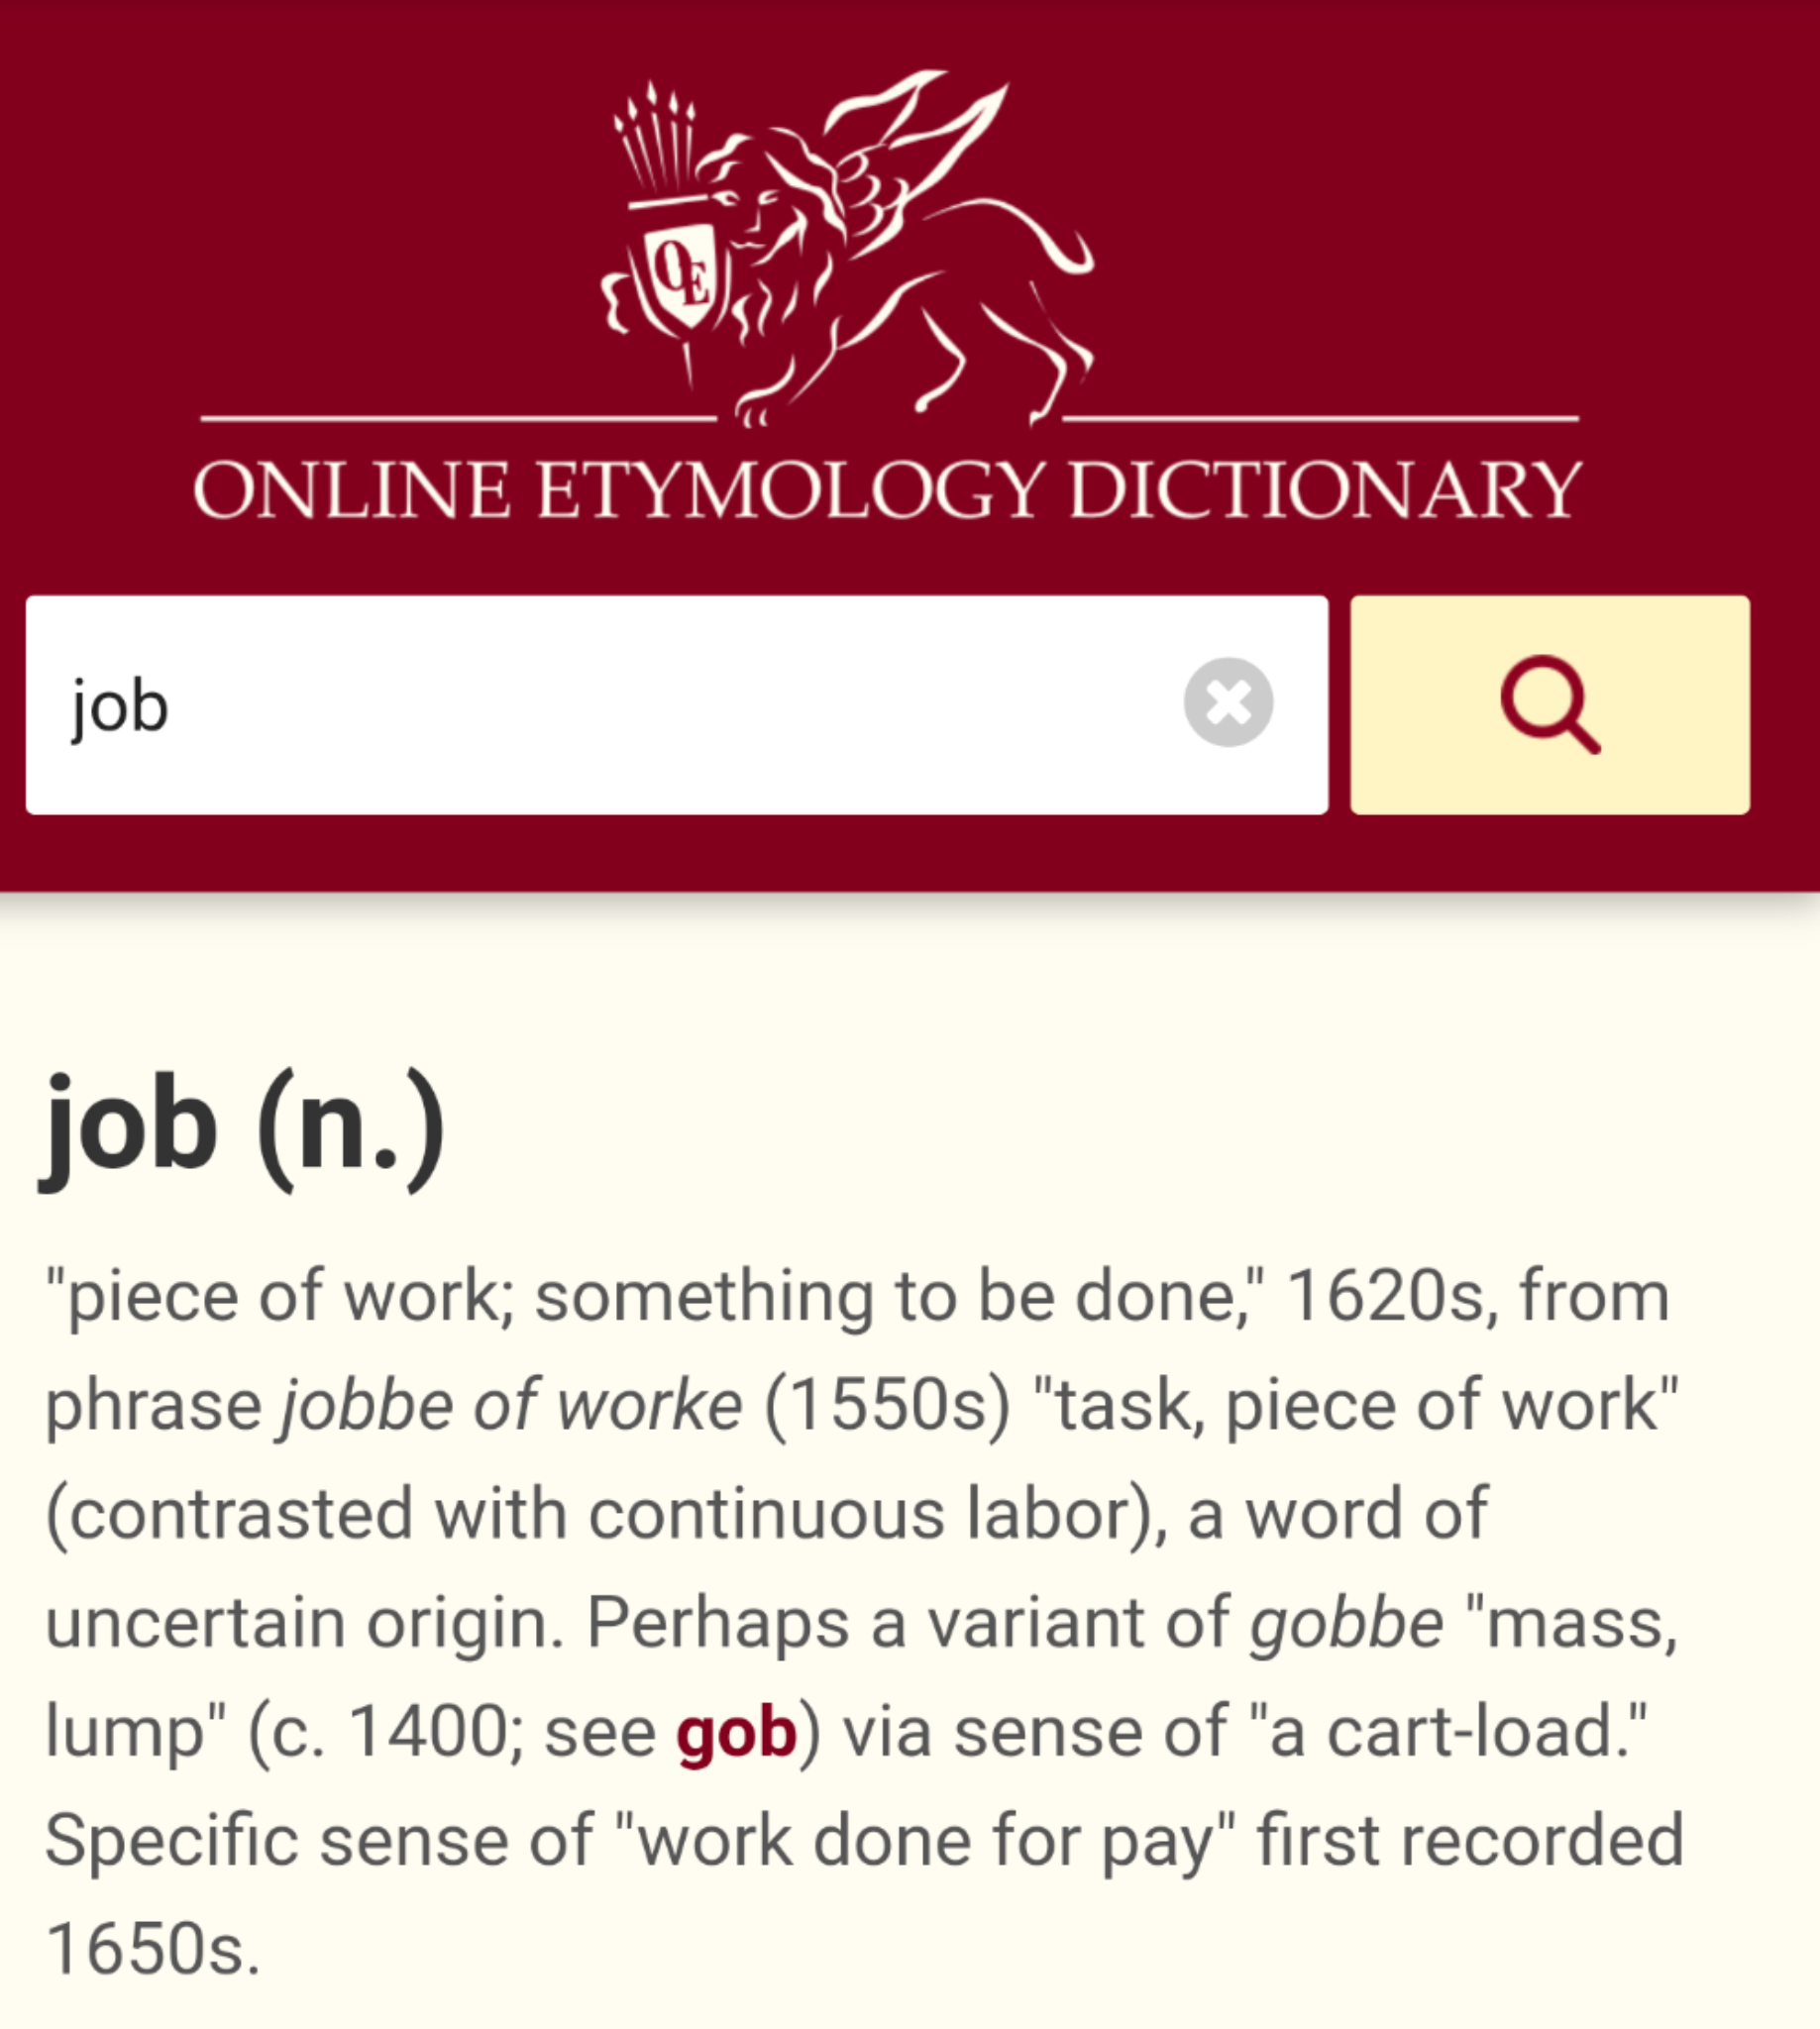 OE
ONLINE ETYMOLOGY DICTIONARY
job
job (n.)
"piece of work; something to be done," 1620s, from
phrase jobbe of worke (1550s) "task, piece of work"
(contrasted with continuous labor), a word of
uncertain origin. Perhaps a variant of gobbe "mass,
lump" (c. 1400; see gob) via sense of "a cart-load."
Specific sense of "work done for pay" first recorded
1650s.